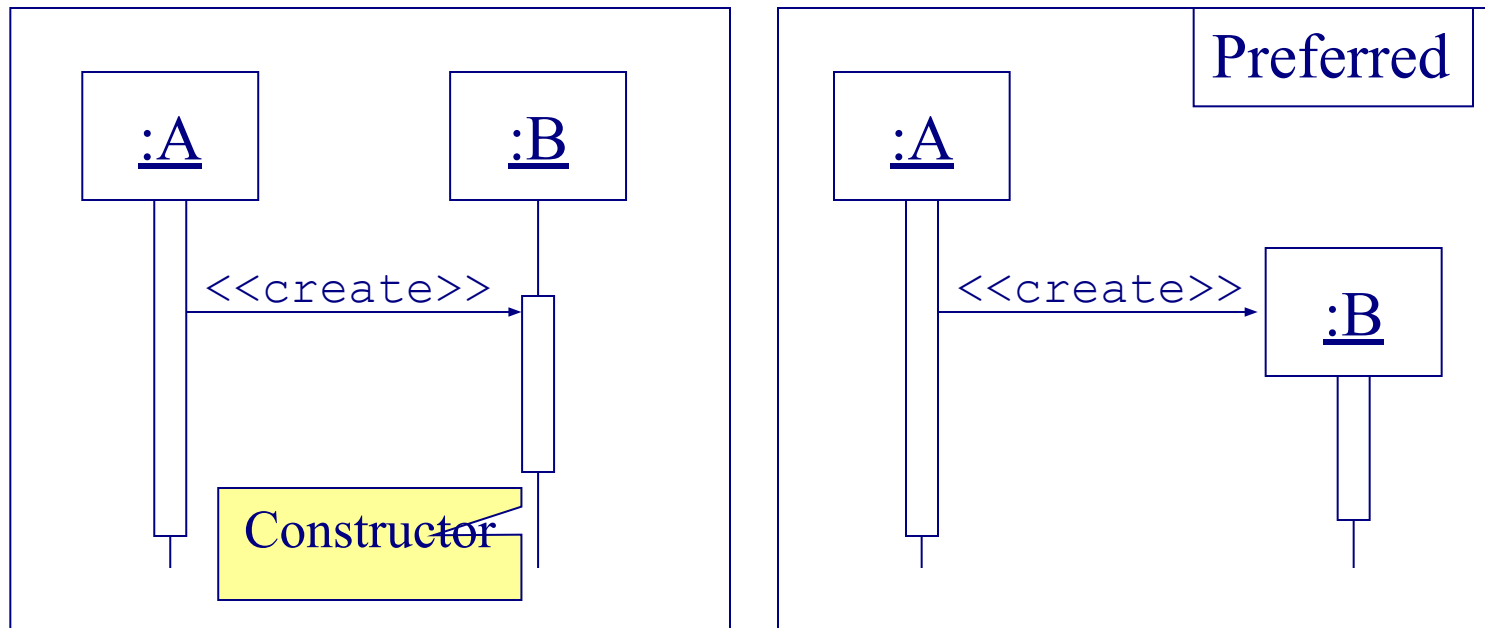 :A
:B
<<create>>
Constructor
Preferred
:A
<<create>>
:B